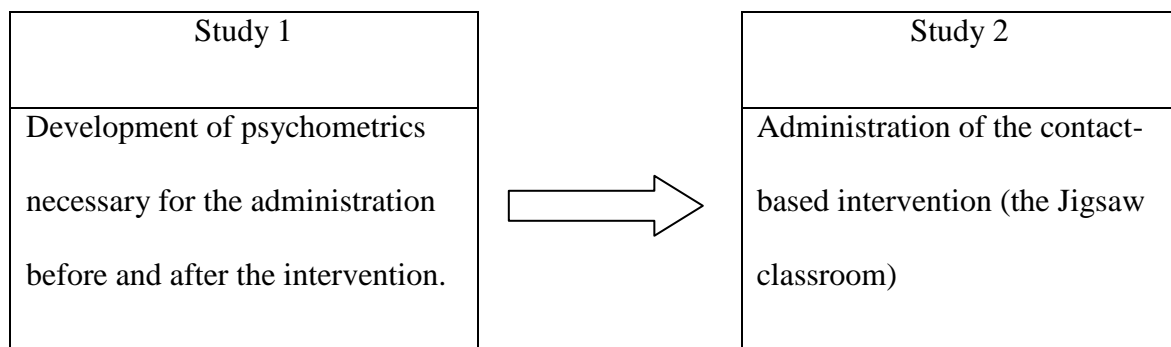 Study 1
Development of psychometrics
necessary for the administration
before and after the intervention.
Study 2
Administration of the contact-
based intervention (the Jigsaw
classroom)